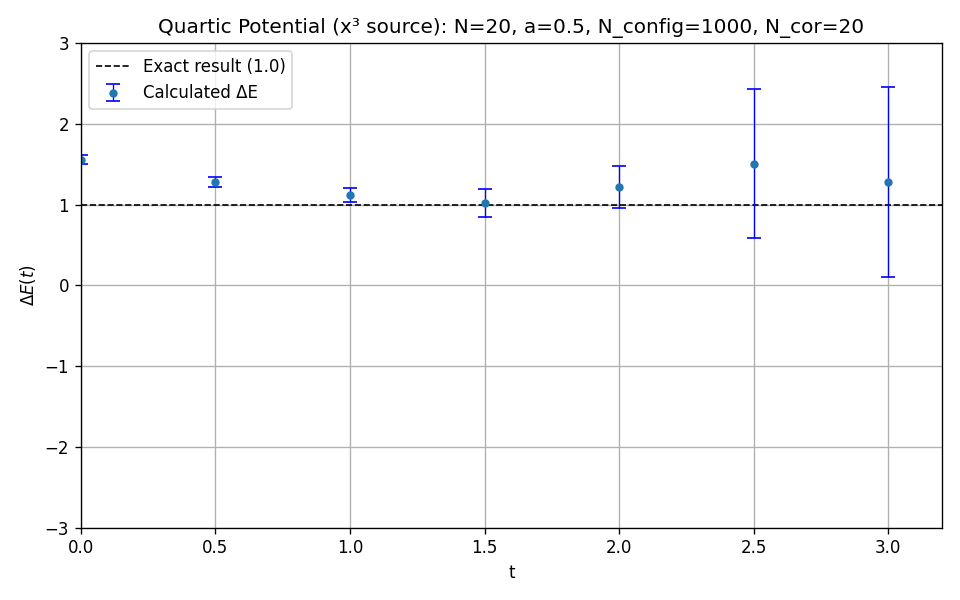 Quartic Potential (x³ source): N=20, a=0.5, N_config=1000, N_cor=20
Exact result (1.0)
Calculated ΔE
3
2
1
0
−1
−2
−3
ΔE(t)
0.0 0.5 1.0 1.5 2.0 2.5 3.0
t